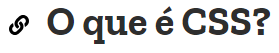 O que é CSS?